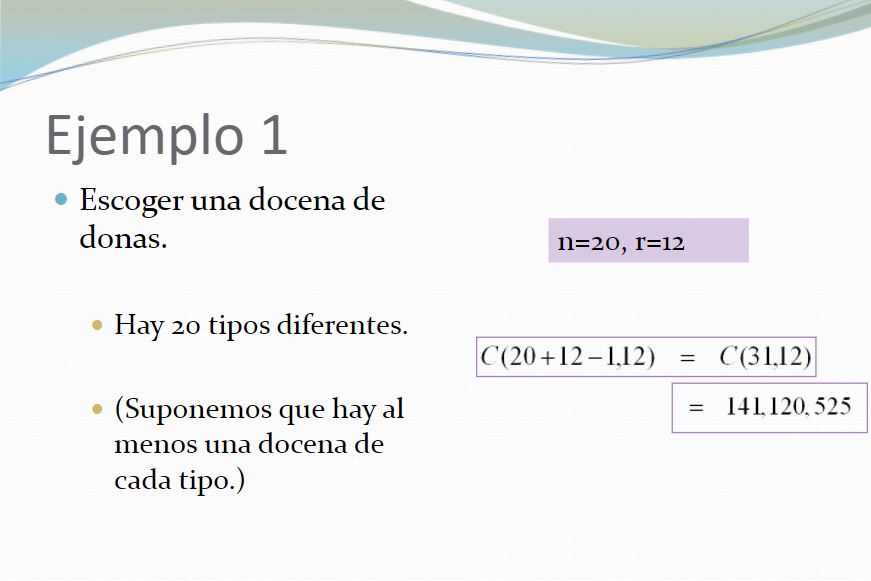 Ejemplo 1
Escoger una docena de
donas.
Hay 20 tipos diferentes.
(Suponemos que hay al
menos una docena de
cada tipo.)
n=20, r=12
C(20+12−1,12) = C(31,12)
= 141,120,525